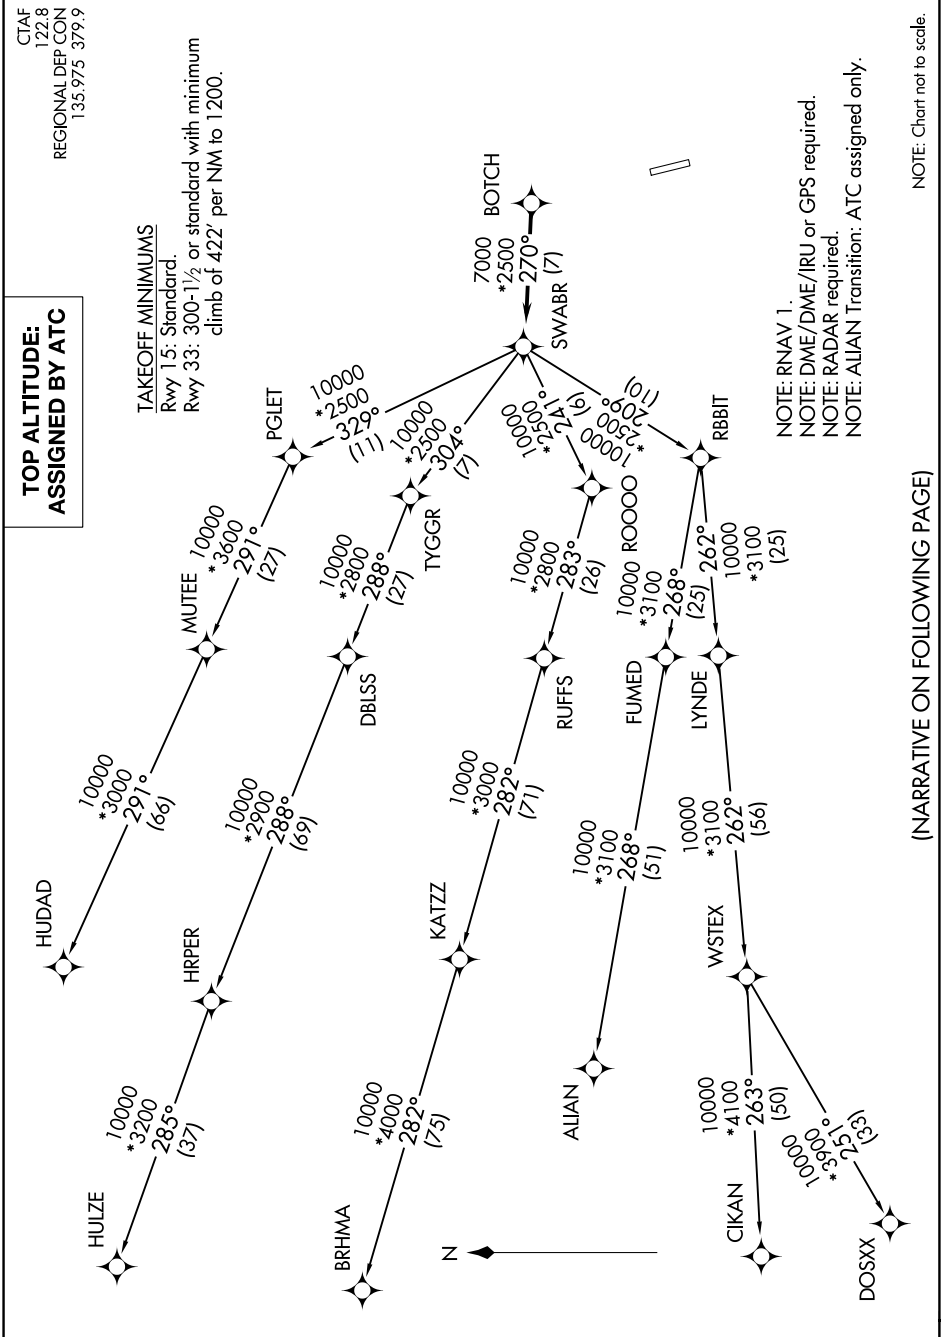 TOP ALTITUDE:
ASSIGNED BY ATC
CTAF
122.8
REGIONAL DEP CON
135.975 379.9
TAKEOFF MINIMUMS
Rwy 15: Standard.
Rwy 33: 300-1½ or standard with minimum
climb of 422' per NM to 1200.
BOTCH
7000
*2500
270°
(7)
SWABR
10000
*2500
329°
(11)
PGLET
10000
*3600
291°
(27)
MUTEE
10000
*3000
291°
(66)
HUDAD
10000
*2500
304°
(7)
TYGGR
10000
*2800
288°
(27)
DBLSS
10000
*2900
288°
(69)
HRPER
10000
*3200
285°
(37)
HULZE
10000
*2500
241°
(9)
ROOOO
10000
*2800
283°
(26)
RUFFS
10000
*3000
282°
(71)
KATZZ
10000
*4000
282°
(75)
BRHMA
10000
*2500
209°
(10)
RBBIT
10000
*3100
268°
(25)
FUMED
10000
*3100
268°
(51)
ALIAN
262°
10000
*3100
(25)
LYNDE
10000
*3100
262°
(56)
WSTEX
10000
*4100
263°
(50)
CIKAN
10000
*3900
251°
(33)
DOSXX
N
NOTE: RNAV 1.
NOTE: DME/DME/IRU or GPS required.
NOTE: RADAR required.
NOTE: ALIAN Transition: ATC assigned only.
NOTE: Chart not to scale.
(NARRATIVE ON FOLLOWING PAGE)